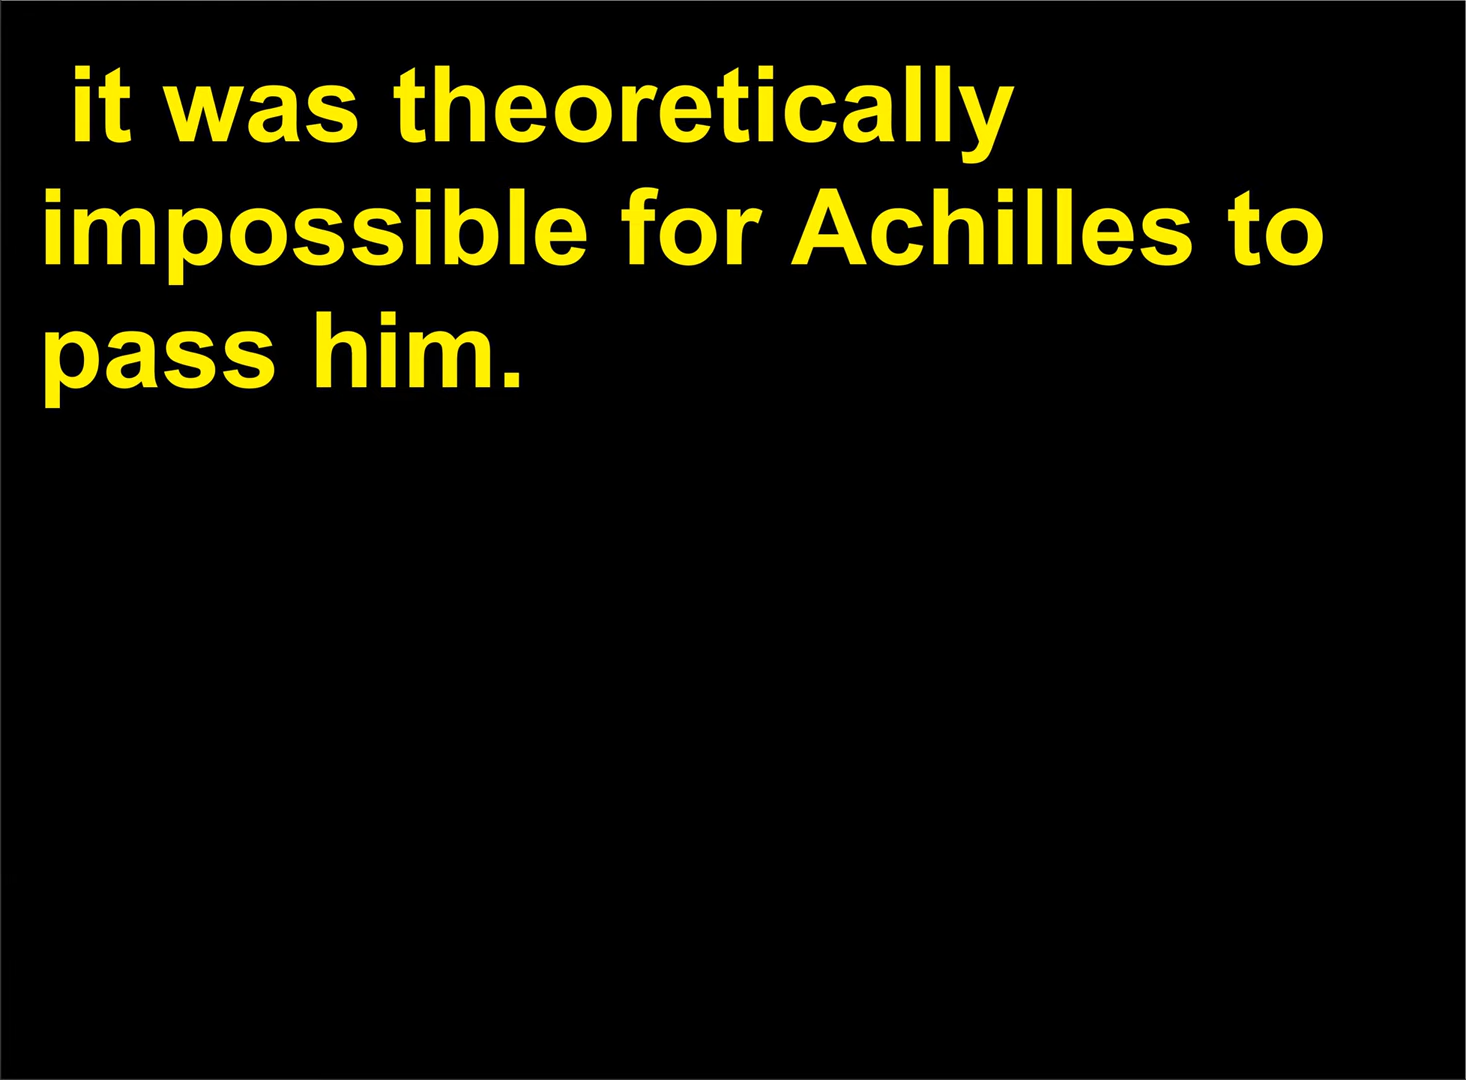 it was theoretically
impossible for Achilles to
pass him.